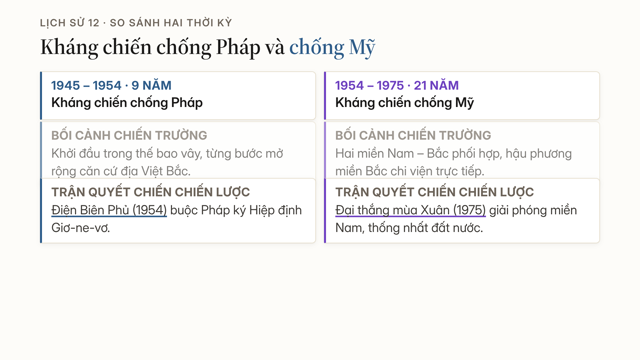 LỊCH SỬ 12 · SO SÁNH HAI THỜI KỲ
Kháng chiến chống Pháp và chống Mỹ
1945 – 1954 · 9 NĂM
Kháng chiến chống Pháp
BỐI CẢNH CHIẾN TRƯỜNG
Khởi đầu trong thế bao vây, từng bước mở
rộng căn cứ địa Việt Bắc.
TRẬN QUYẾT CHIẾN CHIẾN LƯỢC
Điện Biên Phủ (1954) buộc Pháp ký Hiệp định
Giơ-ne-vơ.
1954 – 1975 · 21 NĂM
Kháng chiến chống Mỹ
BỐI CẢNH CHIẾN TRƯỜNG
Hai miền Nam – Bắc phối hợp, hậu phương
miền Bắc chi viện trực tiếp.
TRẬN QUYẾT CHIẾN CHIẾN LƯỢC
Đại thắng mùa Xuân (1975) giải phóng miền
Nam, thống nhất đất nước.